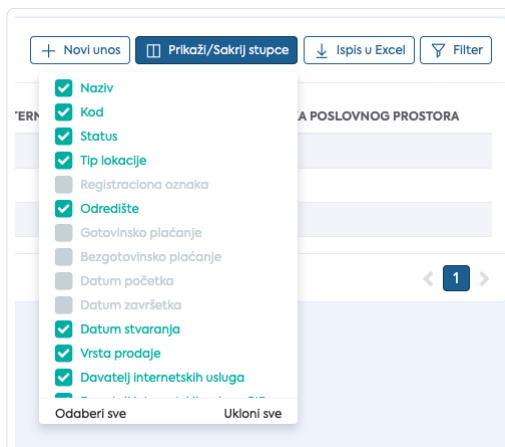 Novi unos
Prikaži/Sakrij stupce
Ispis u Excel
Filter
A POSLOVNOG PROSTORA
Naziv
Kod
Status
Tip lokacije
Registraciona oznaka
Odredište
Gotovinsko plaćanje
Bezgotovinsko plaćanje
Datum početka
Datum završetka
Datum stvaranja
Vrsta prodaje
Davatelj internetskih usluga
Odaberi sve
Ukloni sve
1